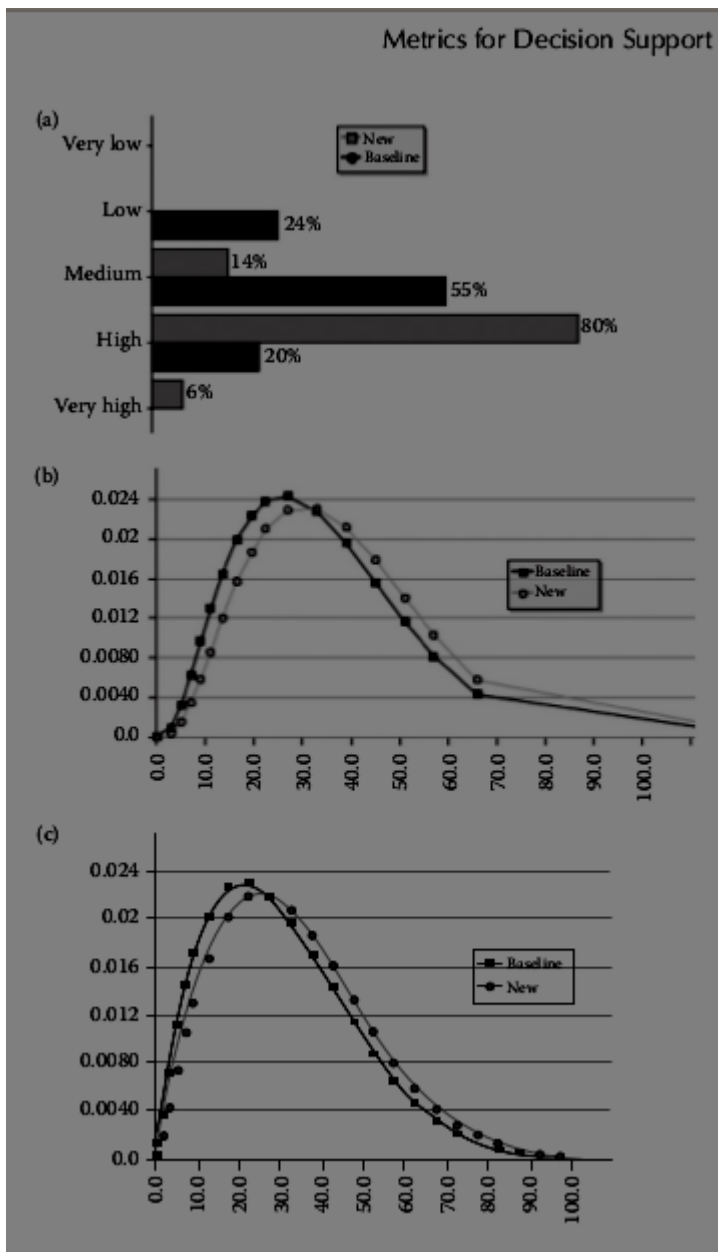 Metrics for Decision Support
(a)
Very low
New
Baseline
Low
24%
14%
Medium
55%
80%
High
20%
6%
Very high
(b)
0.024
0.02
0.016
0.012
0.0080
0.0040
0.0
Baseline
New
0.0
10.0
20.0
30.0
40.0
50.0
60.0
70.0
80.0
90.0
100.0
(c)
0.024
0.02
0.016
0.012
0.0080
0.0040
0.0
Baseline
New
0.0
10.0
20.0
30.0
40.0
50.0
60.0
70.0
80.0
90.0
100.0